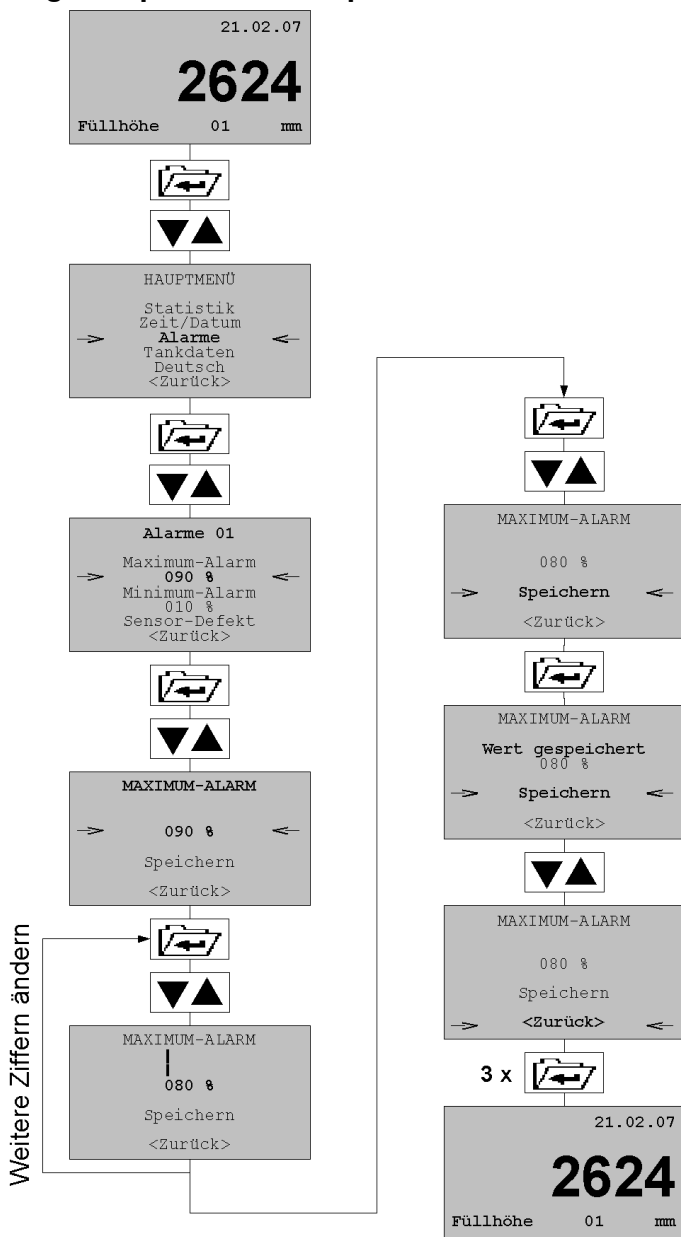 21.02.07
2624
Füllhöhe 01 mm
HAUPTMENÜ
Statistik
Zeit/Datum
Alarme
Tankdaten
Deutsch
<Zurück>
Alarme 01
Maximum-Alarm
090 %
Minimum-Alarm
010 %
Sensor-Defekt
<Zurück>
MAXIMUM-ALARM
090 %
Speichern
<Zurück>
Weitere Ziffern ändern
MAXIMUM-ALARM
080 %
Speichern
<Zurück>
MAXIMUM-ALARM
080 %
Speichern
<Zurück>
MAXIMUM-ALARM
Wert gespeichert
080 %
Speichern
<Zurück>
MAXIMUM-ALARM
080 %
Speichern
<Zurück>
3 x
21.02.07
2624
Füllhöhe 01 mm